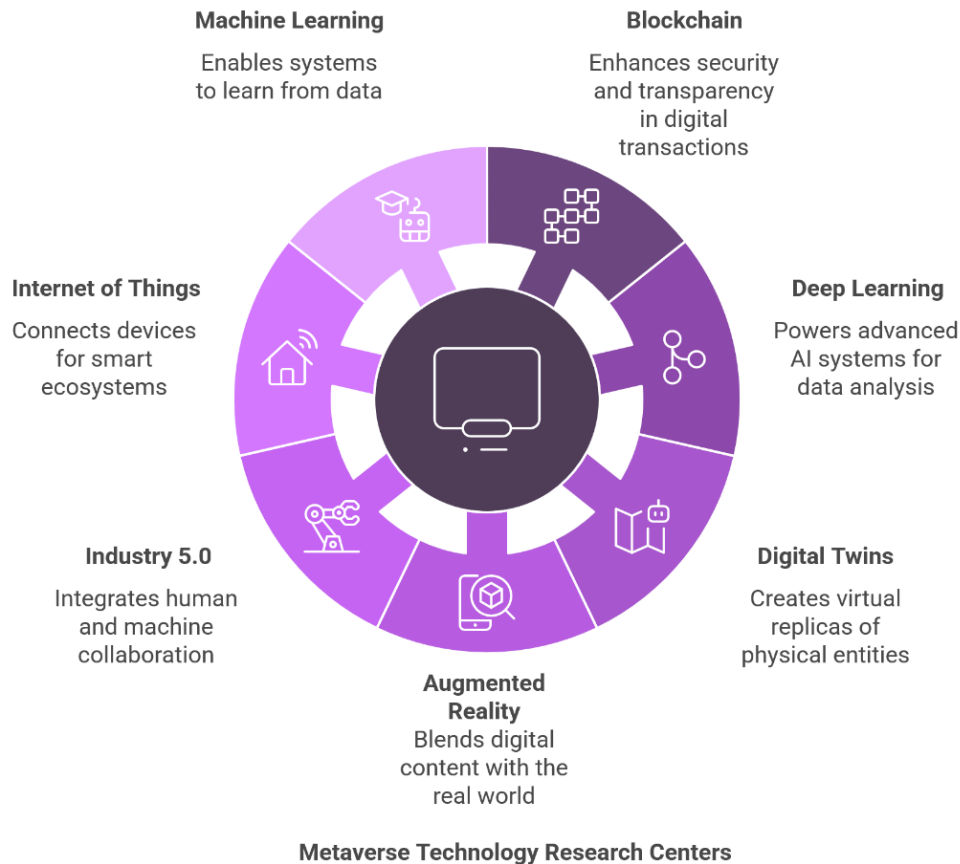 Machine Learning
Enables systems
to learn from data
Blockchain
Enhances security
and transparency
in digital
transactions
Internet of Things
Connects devices
for smart
ecosystems
Deep Learning
Powers advanced
AI systems for
data analysis
Industry 5.0
Integrates human
and machine
collaboration
Digital Twins
Creates virtual
replicas of
physical entities
Augmented
Reality
Blends digital
content with the
real world
Metaverse Technology Research Centers